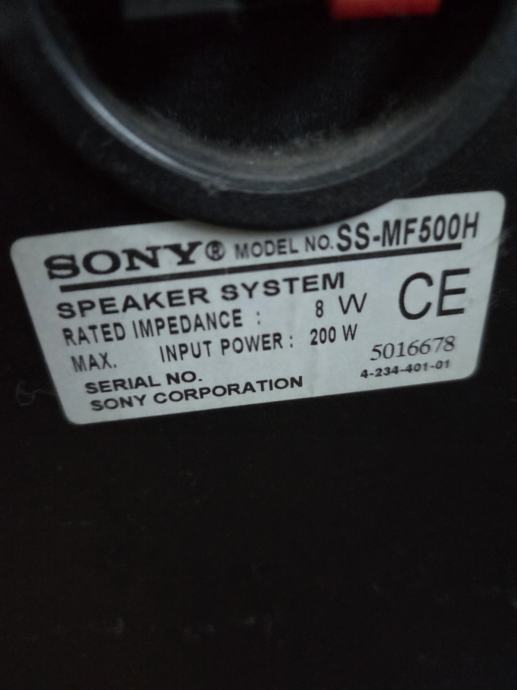 SONY® MODEL NO. SS-MF500H
SPEAKER SYSTEM
RATED IMPEDANCE : 8 W
MAX. INPUT POWER : 200 W
CE
SERIAL NO. 5016678
SONY CORPORATION 4-234-401-01